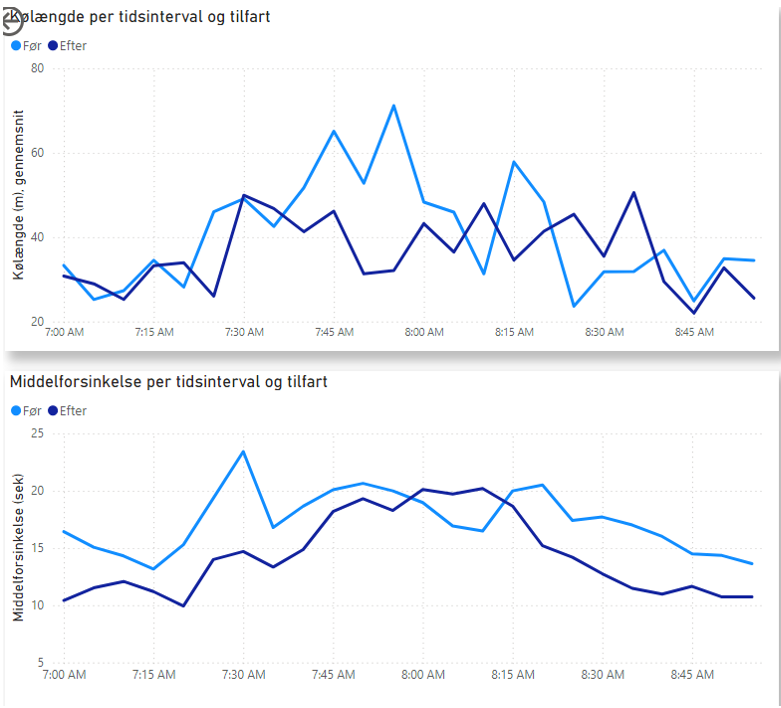 Kølængde per tidsinterval og tilfart
Før Efter
Kølængde (m), gennemsnit
80
60
40
20
7:00 AM 7:15 AM 7:30 AM 7:45 AM 8:00 AM 8:15 AM 8:30 AM 8:45 AM
Middelforsinkelse per tidsinterval og tilfart
Før Efter
Middelforsinkelse (sek)
25
20
15
10
5
7:00 AM 7:15 AM 7:30 AM 7:45 AM 8:00 AM 8:15 AM 8:30 AM 8:45 AM